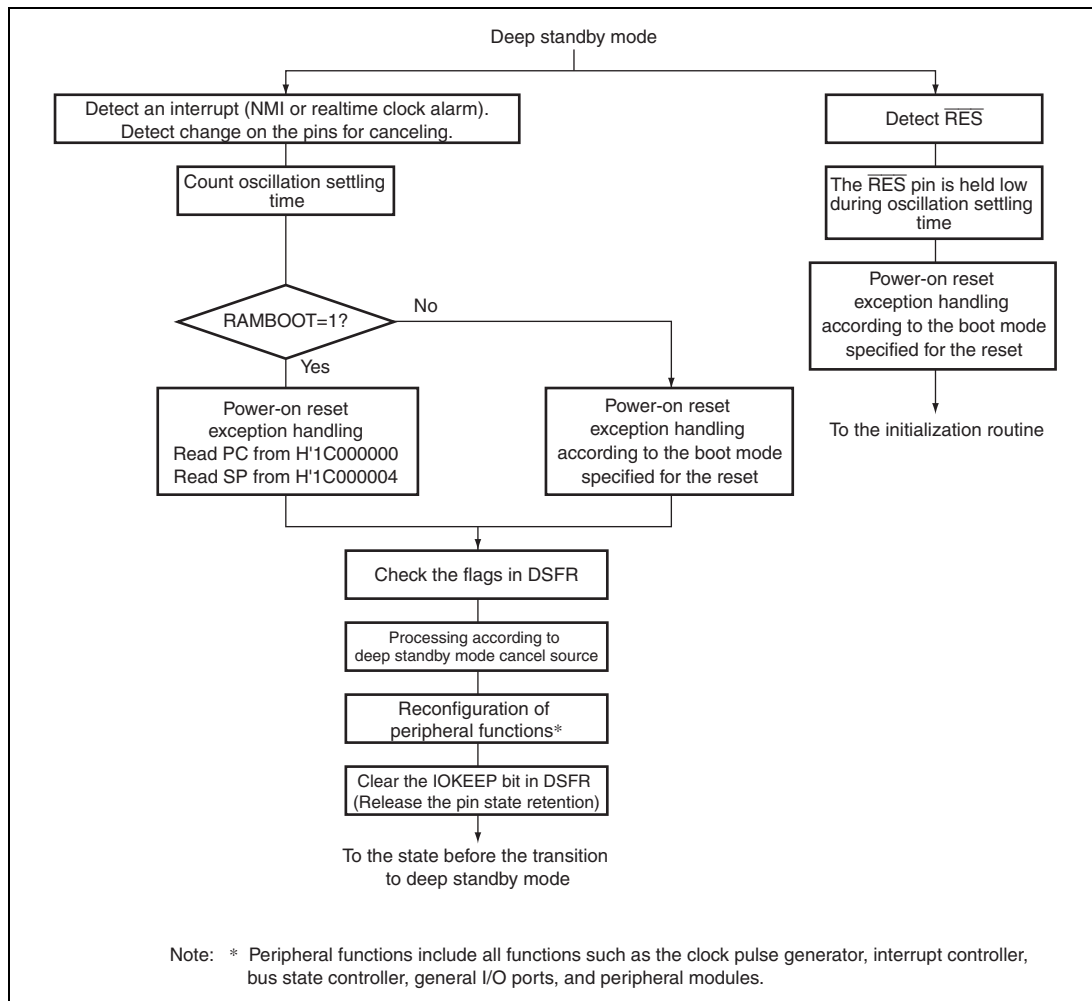 Deep standby mode
Detect an interrupt (NMI or realtime clock alarm).
Detect change on the pins for canceling.
Count oscillation settling
time
RAMBOOT=1?
No
Yes
Power-on reset
exception handling
Read PC from H'1C000000
Read SP from H'1C000004
Power-on reset
exception handling
according to the boot mode
specified for the reset
Check the flags in DSFR
Processing according to
deep standby mode cancel source
Reconfiguration of
peripheral functions*
Clear the IOKEEP bit in DSFR
(Release the pin state retention)
To the state before the transition
to deep standby mode
Detect R̅E̅S̅
The R̅E̅S̅ pin is held low
during oscillation settling
time
Power-on reset
exception handling
according to the boot mode
specified for the reset
To the initialization routine
Note: * Peripheral functions include all functions such as the clock pulse generator, interrupt controller,
bus state controller, general I/O ports, and peripheral modules.